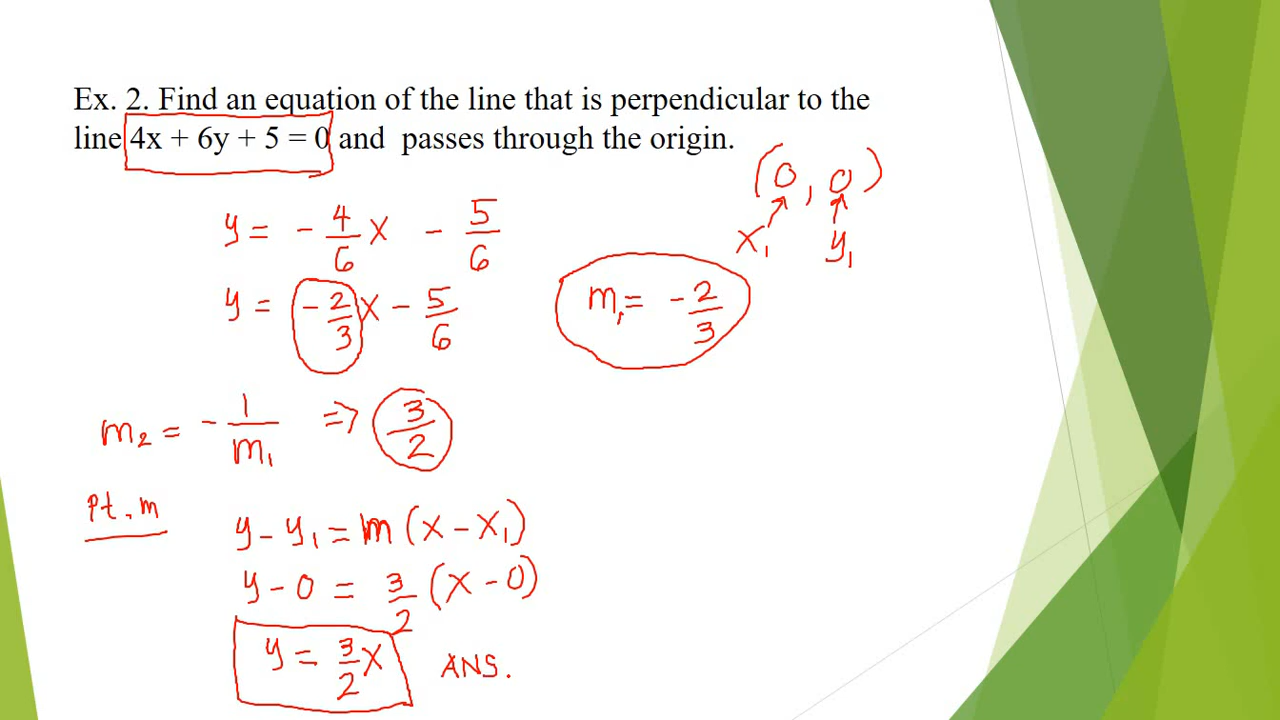 Ex. 2. Find an equation of the line that is perpendicular to the
line 4x + 6y + 5 = 0 and passes through the origin.
(0, 0)
x₁ y₁
y = - 4/6 x - 5/6
y = - 2/3 x - 5/6
m₁ = - 2/3
m₂ = - 1/m₁ => 3/2
Pt. m
y - y₁ = m (x - x₁)
y - 0 = 3/2 (x - 0)
y = 3/2 x ANS.